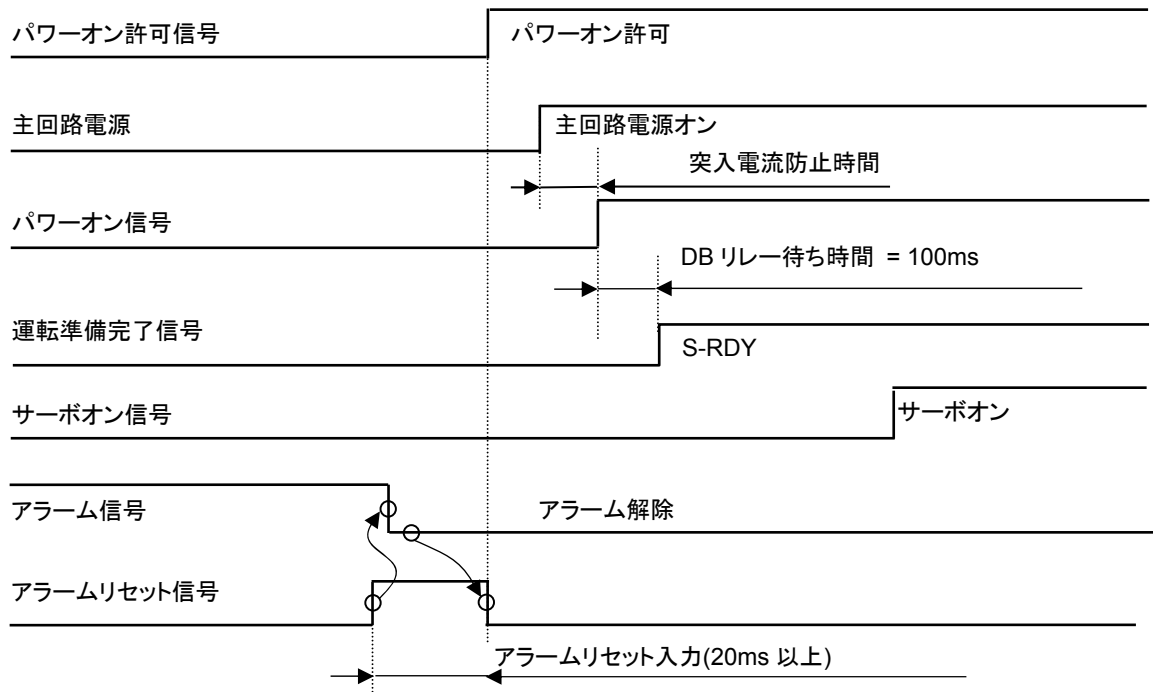 パワーオン許可信号
パワーオン許可
主回路電源
主回路電源オン
突入電流防止時間
パワーオン信号
DB リレー待ち時間 = 100ms
運転準備完了信号
S-RDY
サーボオン信号
サーボオン
アラーム信号
アラーム解除
アラームリセット信号
アラームリセット入力(20ms 以上)